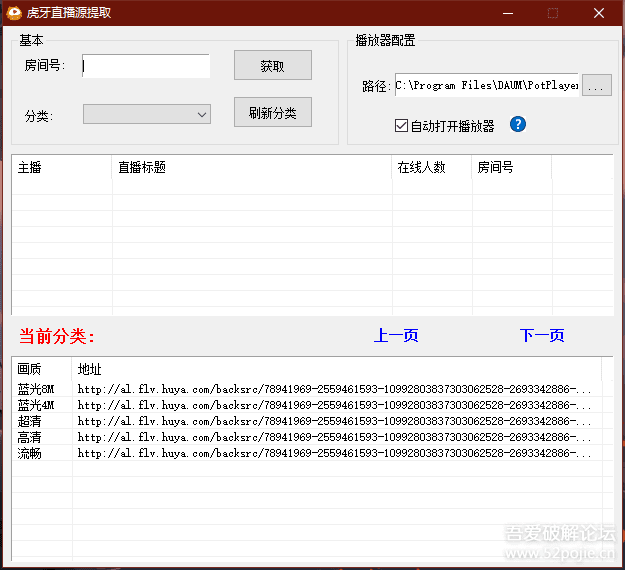 虎牙直播源提取
基本
房间号:
获取
分类:
刷新分类
播放器配置
路径:
C:\Program Files\DAUM\PotPlayer
...
自动打开播放器
?
主播 直播标题 在线人数 房间号
当前分类:
上一页
下一页
画质 地址
蓝光8M http://al.flv.huya.com/backsrc/78941969-2559461593-10992803837303062528-2693342886-...
蓝光4M http://al.flv.huya.com/backsrc/78941969-2559461593-10992803837303062528-2693342886-...
超清 http://al.flv.huya.com/backsrc/78941969-2559461593-10992803837303062528-2693342886-...
高清 http://al.flv.huya.com/backsrc/78941969-2559461593-10992803837303062528-2693342886-...
流畅 http://al.flv.huya.com/backsrc/78941969-2559461593-10992803837303062528-2693342886-...
吾爱破解论坛
www.52pojie.cn